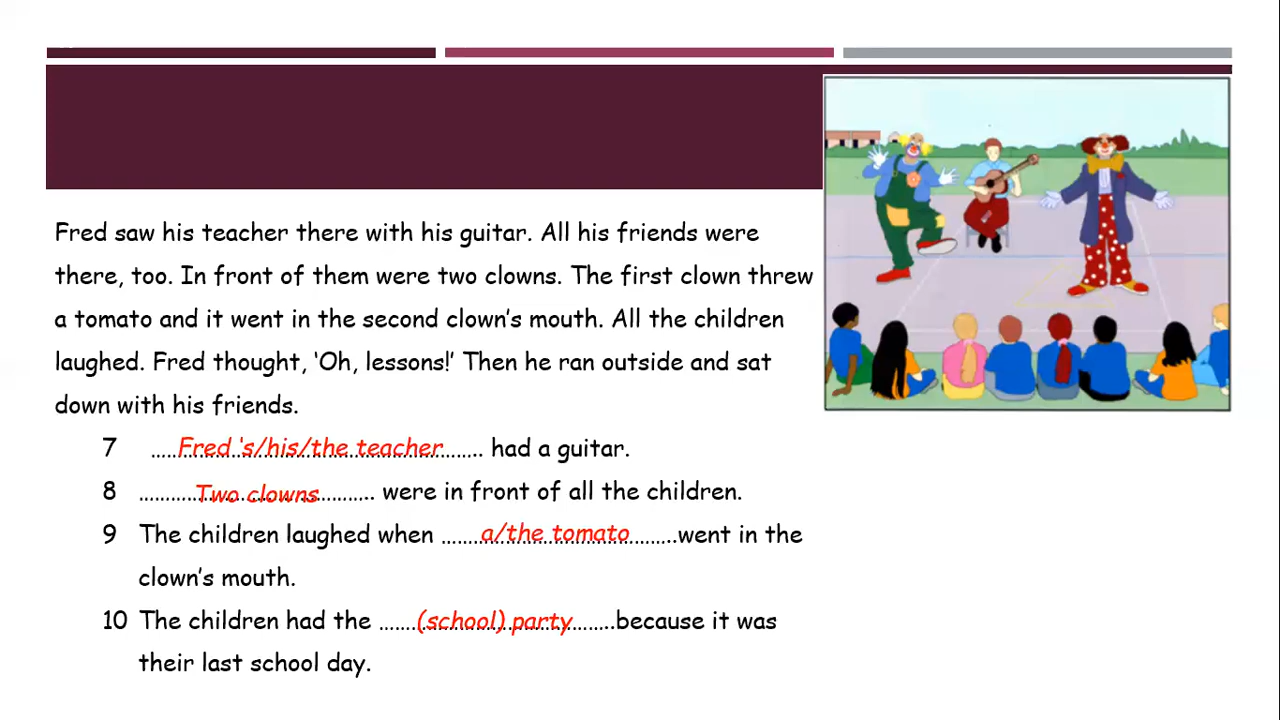 Fred saw his teacher there with his guitar. All his friends were
there, too. In front of them were two clowns. The first clown threw
a tomato and it went in the second clown’s mouth. All the children
laughed. Fred thought, ‘Oh, lessons!’ Then he ran outside and sat
down with his friends.
7 …..Fred ‘s/his/the teacher…….. had a guitar.
8 ………Two clowns……….. were in front of all the children.
9 The children laughed when …….a/the tomato……..went in the
clown’s mouth.
10 The children had the ……(school) party……..because it was
their last school day.